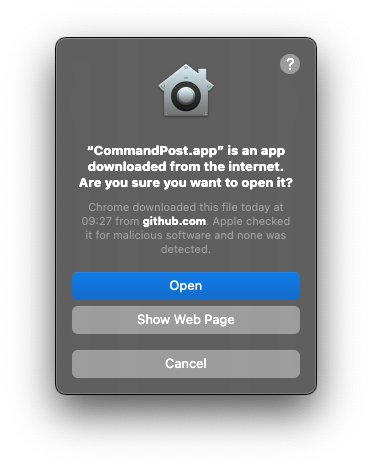 ?
“CommandPost.app” is an app
downloaded from the internet.
Are you sure you want to open it?
Chrome downloaded this file today at
09:27 from github.com. Apple checked
it for malicious software and none was
detected.
Open
Show Web Page
Cancel